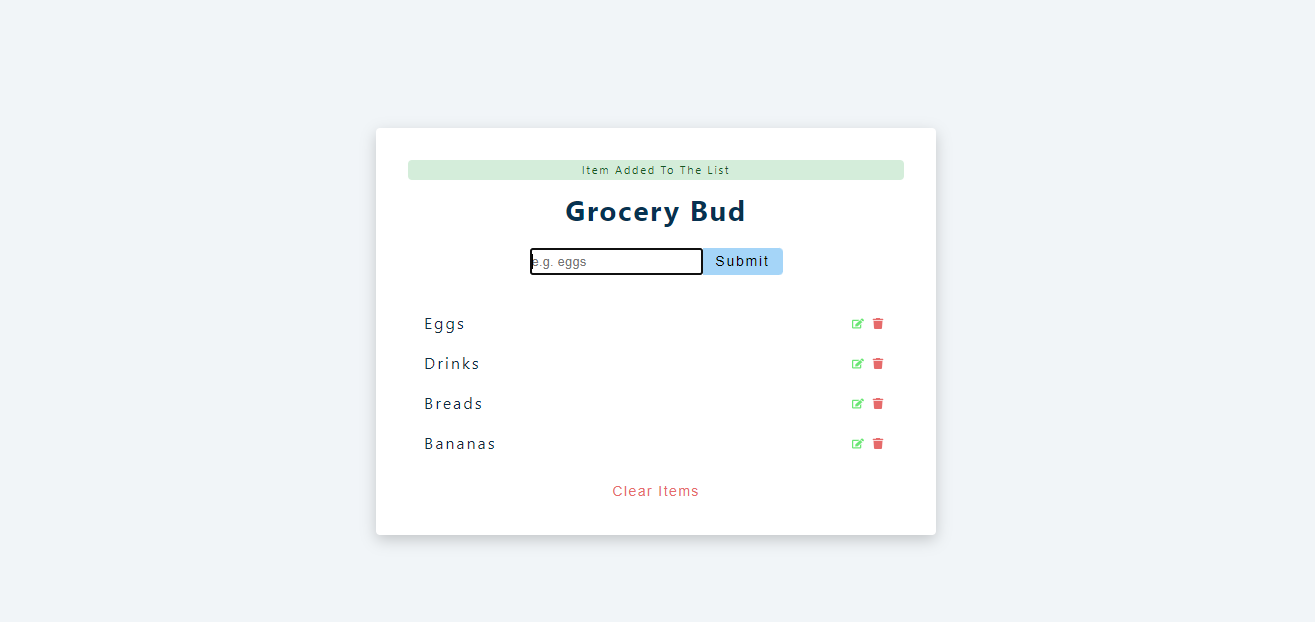 Item Added To The List
Grocery Bud
e.g. eggs Submit
Eggs
Drinks
Breads
Bananas
Clear Items